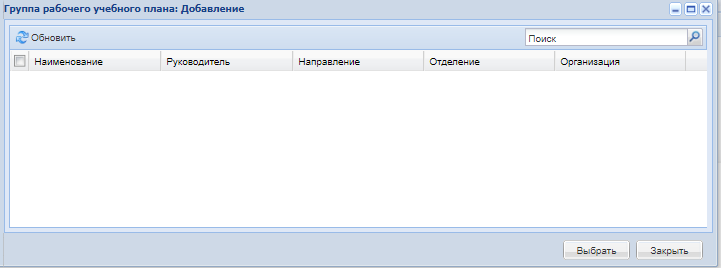 Группа рабочего учебного плана: Добавление
Обновить Поиск
Наименование Руководитель Направление Отделение Организация
Выбрать Закрыть